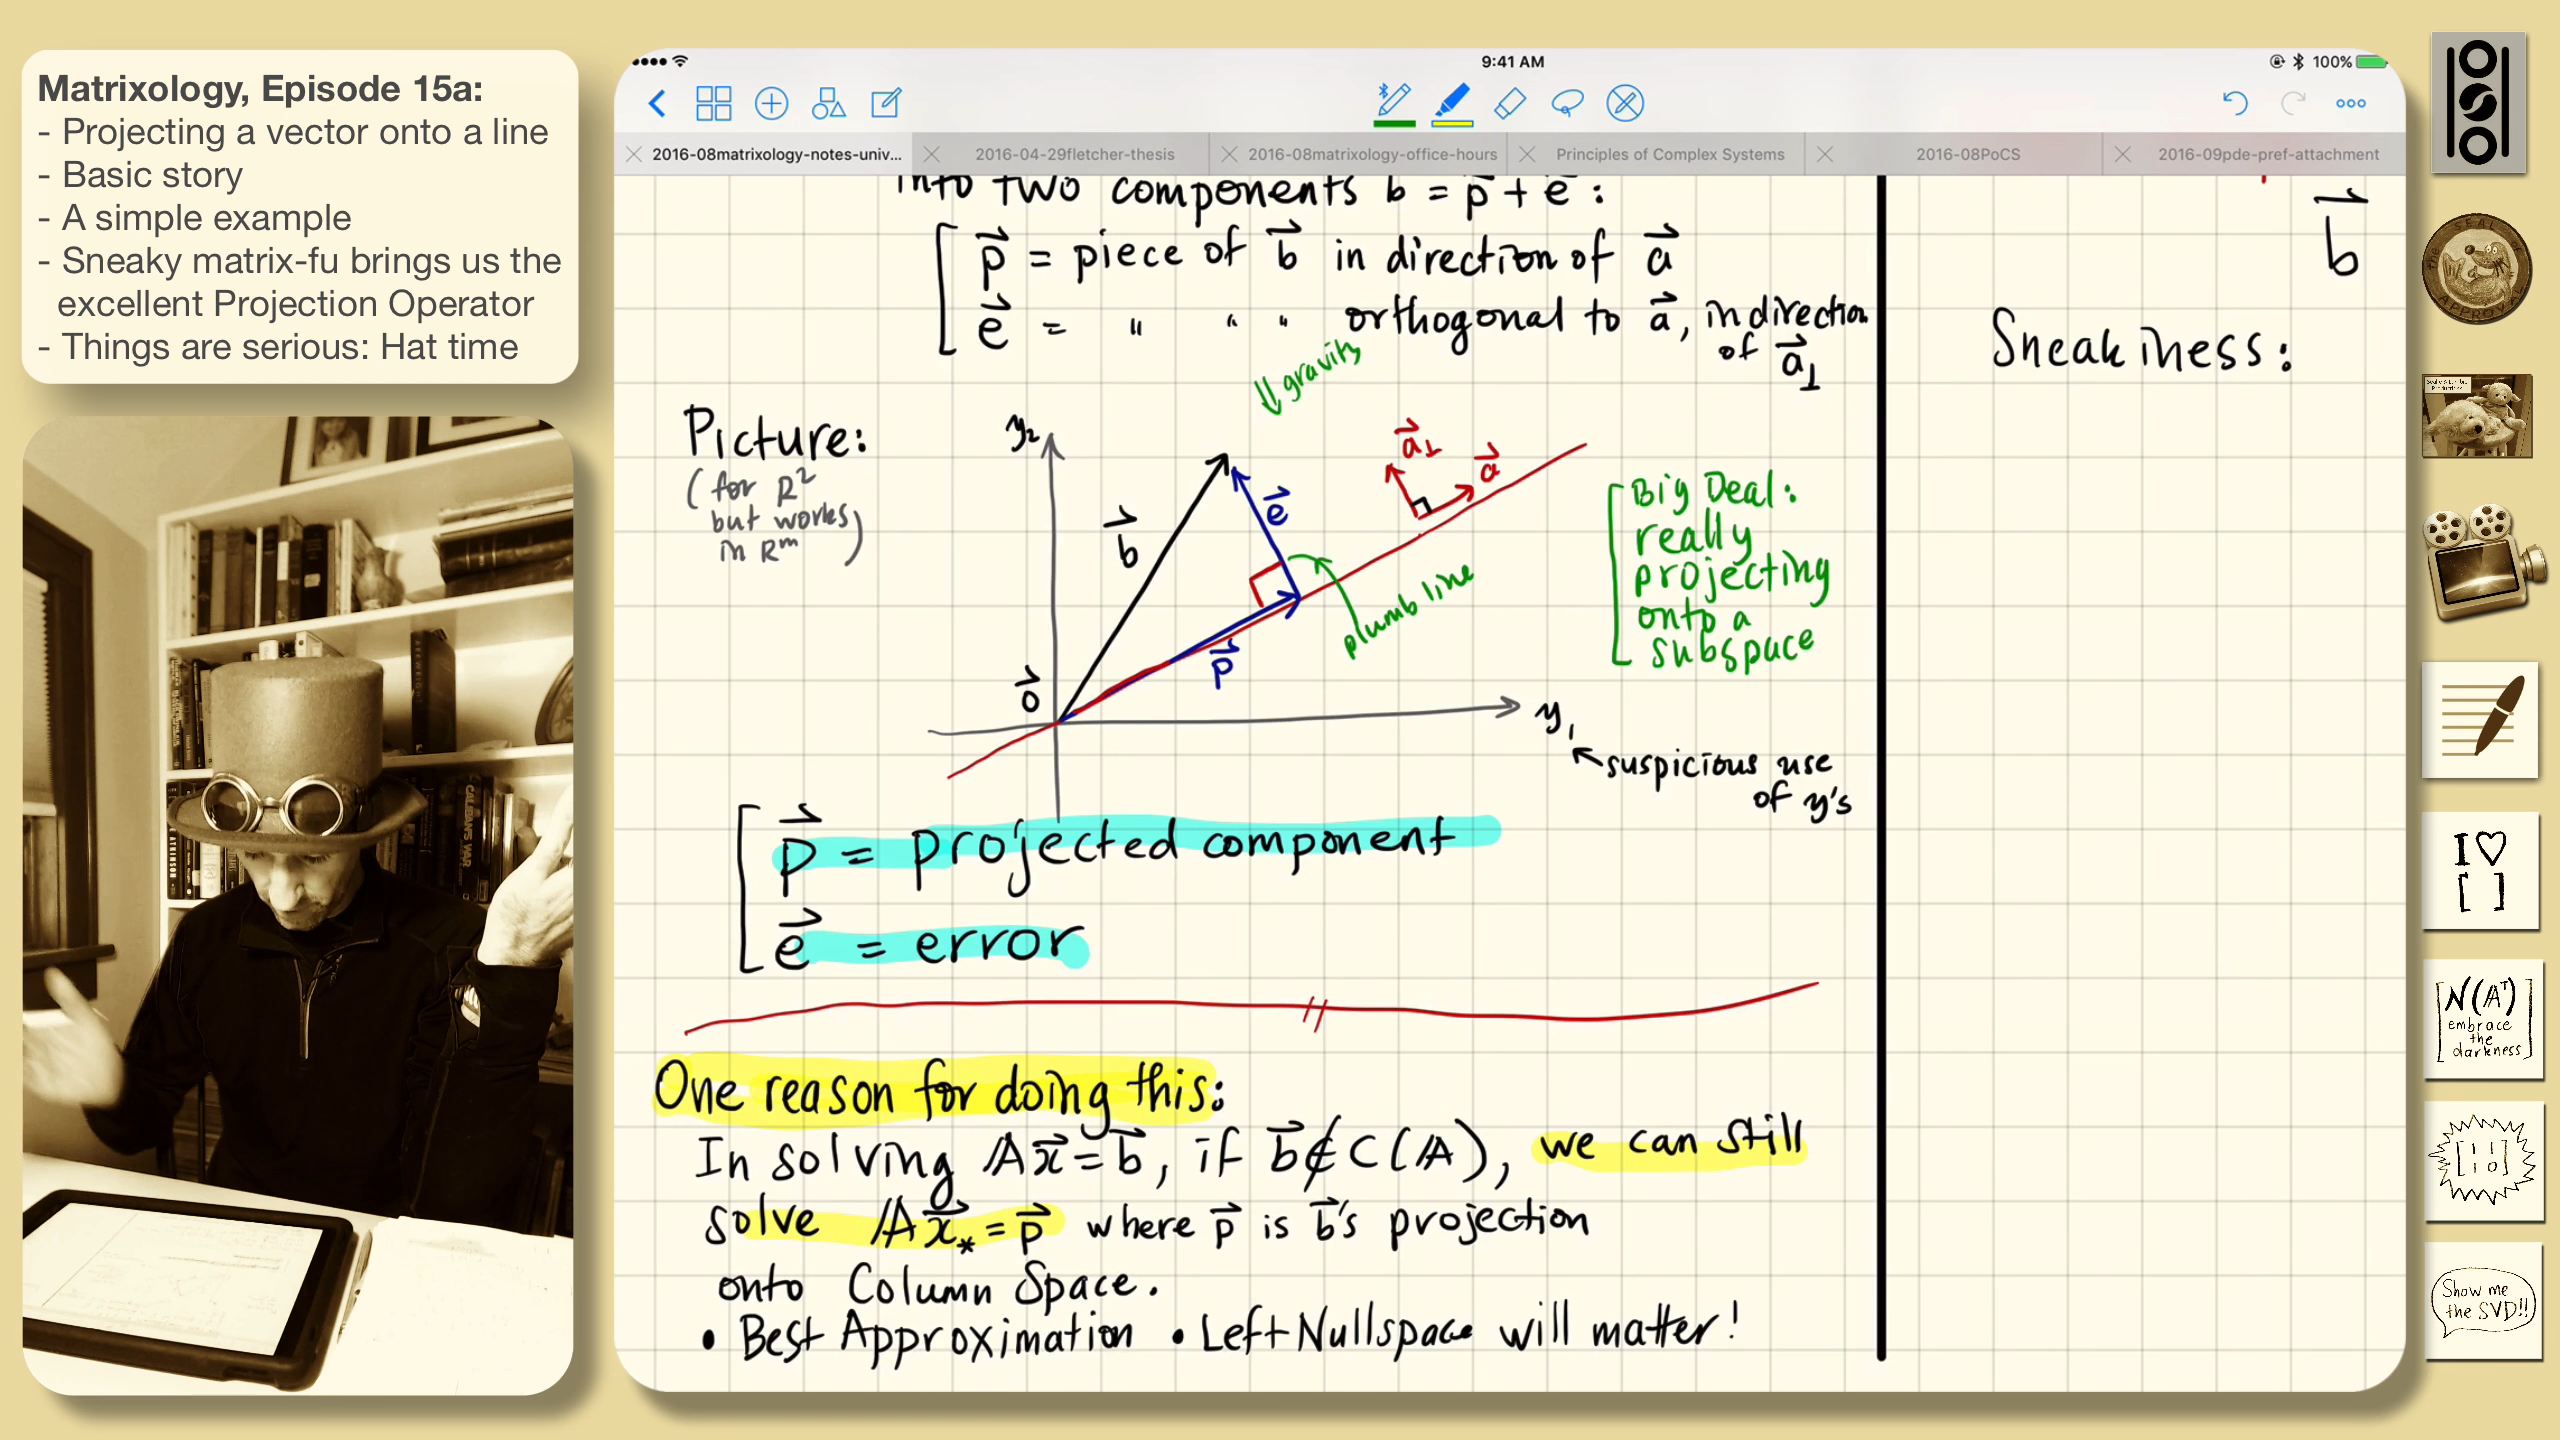 Matrixology, Episode 15a:
- Projecting a vector onto a line
- Basic story
- A simple example
- Sneaky matrix-fu brings us the
excellent Projection Operator
- Things are serious: Hat time
9:41 AM
100%
2016-08matrixology-notes-univ...
2016-04-29fletcher-thesis
2016-08matrixology-office-hours
Principles of Complex Systems
2016-08PoCS
2016-09pde-pref-attachment
into two components b = p + e :
p⃗ = piece of b⃗ in direction of a⃗
e⃗ = " " " orthogonal to a⃗, in direction
of a⃗⊥
⇓ gravity
Picture:
(for R²
but works
in Rᵐ)
y₂
b⃗
e⃗
a⃗⊥
a⃗
plumb line
p⃗
0⃗
y₁
suspicious use
of y's
Big Deal:
really
projecting
onto a
subspace
p⃗ = projected component
e⃗ = error
One reason for doing this:
In solving 𝔸x⃗ = b⃗, if b⃗ ∉ C(𝔸), we can still
solve 𝔸x⃗* = p⃗ where p⃗ is b⃗'s projection
onto Column Space.
• Best Approximation • Left Nullspace will matter!
b⃗
Sneakiness:
SEAL
APPROVAL
I ♡
[ ]
N(𝔸ᵀ)
embrace
the
darkness
Show me
the SVD!!